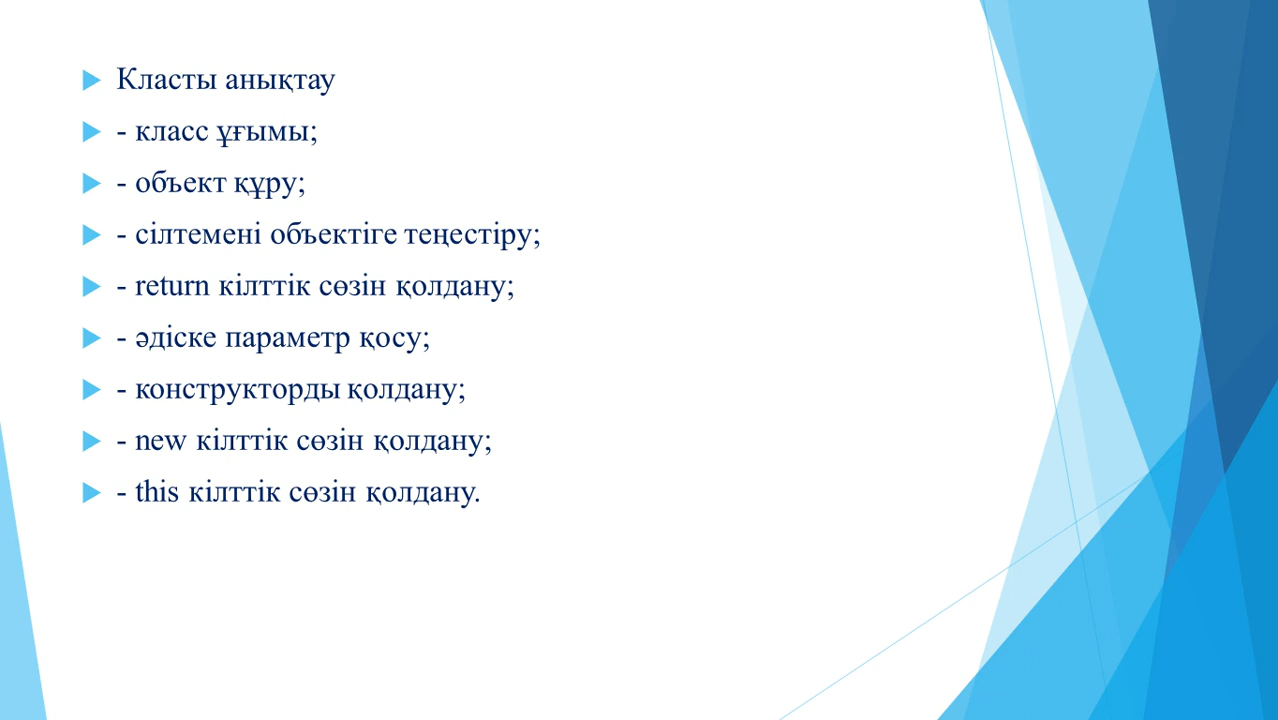 Класты анықтау
- класс ұғымы;
- объект құру;
- сілтемені объектіге теңестіру;
- return кілттік сөзін қолдану;
- әдіске параметр қосу;
- конструкторды қолдану;
- new кілттік сөзін қолдану;
- this кілттік сөзін қолдану.